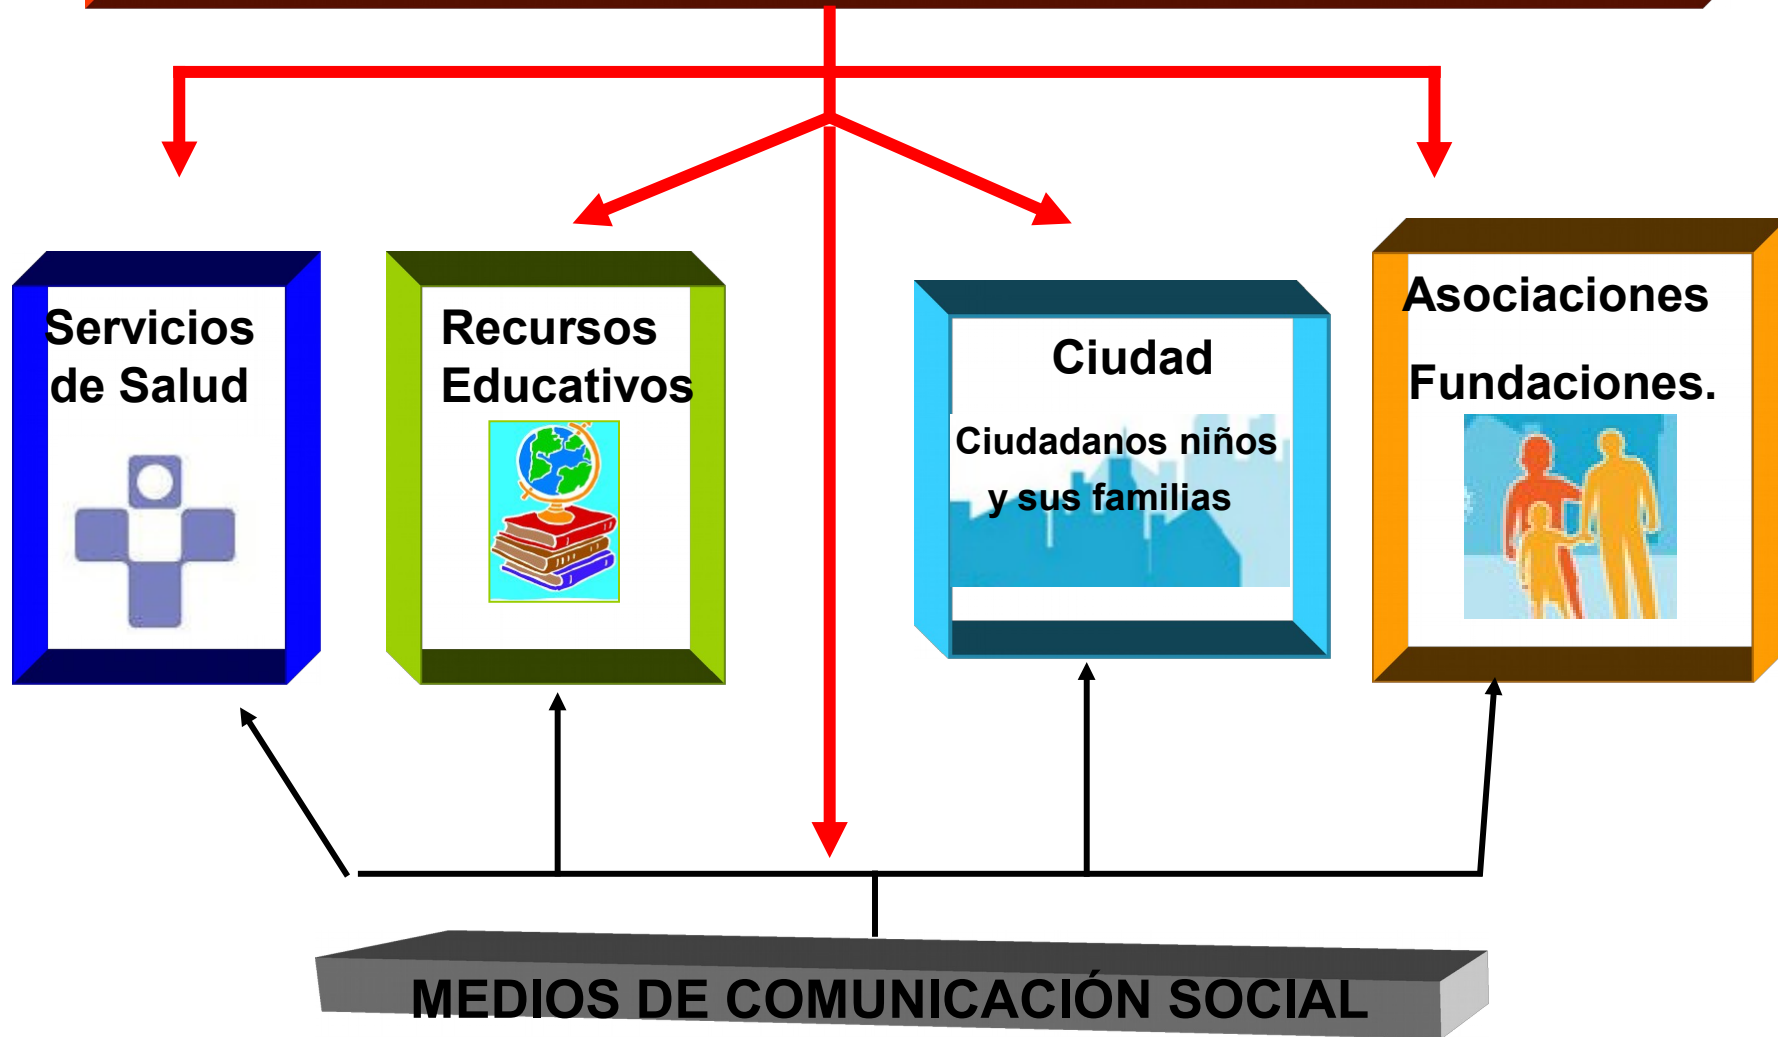 Servicios
de Salud
Recursos
Educativos
Ciudad
Ciudadanos niños
y sus familias
Asociaciones
Fundaciones.
MEDIOS DE COMUNICACIÓN SOCIAL